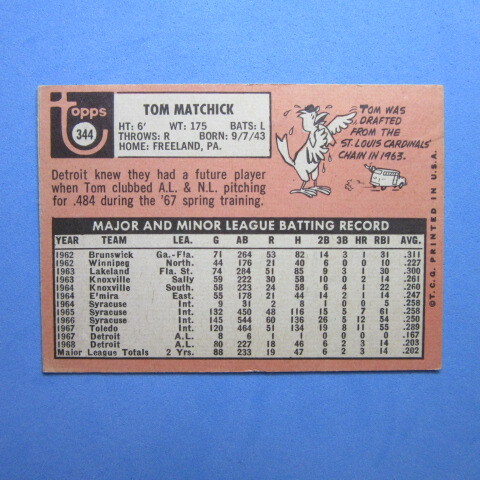 topps
344
TOM MATCHICK
HT: 6' WT: 175 BATS: L
THROWS: R BORN: 9/7/43
HOME: FREELAND, PA.
TOM WAS
DRAFTED
FROM THE
ST. LOUIS CARDINALS'
CHAIN IN 1963.
Detroit knew they had a future player
when Tom clubbed A.L. & N.L. pitching
for .484 during the '67 spring training.
MAJOR AND MINOR LEAGUE BATTING RECORD
YEAR TEAM LEA. G AB R H 2B 3B HR RBI AVG.
1962 Brunswick Ga.-Fla. 71 264 53 82 14 3 1 31 .311
1962 Winnipeg North. 44 176 21 40 6 0 0 10 .227
1963 Lakeland Fla. St. 74 284 51 85 9 3 1 30 .300
1963 Knoxville Sally 59 222 30 58 9 3 0 14 .261
1964 Knoxville South. 58 223 24 58 6 4 1 22 .260
1964 E'mira East. 55 178 21 44 14 2 1 14 .247
1964 Syracuse Int. 9 31 2 8 1 0 0 5 .258
1965 Syracuse Int. 132 450 48 116 15 5 7 61 .258
1966 Syracuse Int. 145 544 60 136 26 5 12 54 .250
1967 Toledo Int. 120 464 51 134 19 8 11 55 .289
1967 Detroit A.L. 8 6 1 1 0 0 0 0 .167
1968 Detroit A.L. 80 227 18 46 6 2 3 14 .203
Major League Totals 2 Yrs. 88 233 19 47 6 2 3 14 .202
© T.C.G. PRINTED IN U.S.A.